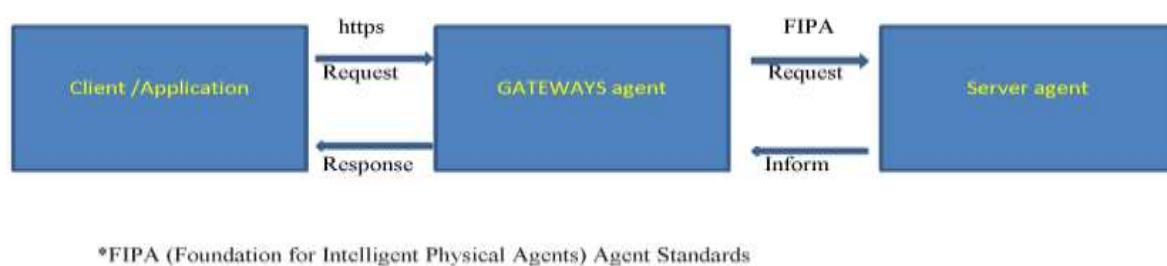 https
FIPA
Client /Application
Request
GATEWAYS agent
Request
Server agent
Response
Inform
*FIPA (Foundation for Intelligent Physical Agents) Agent Standards